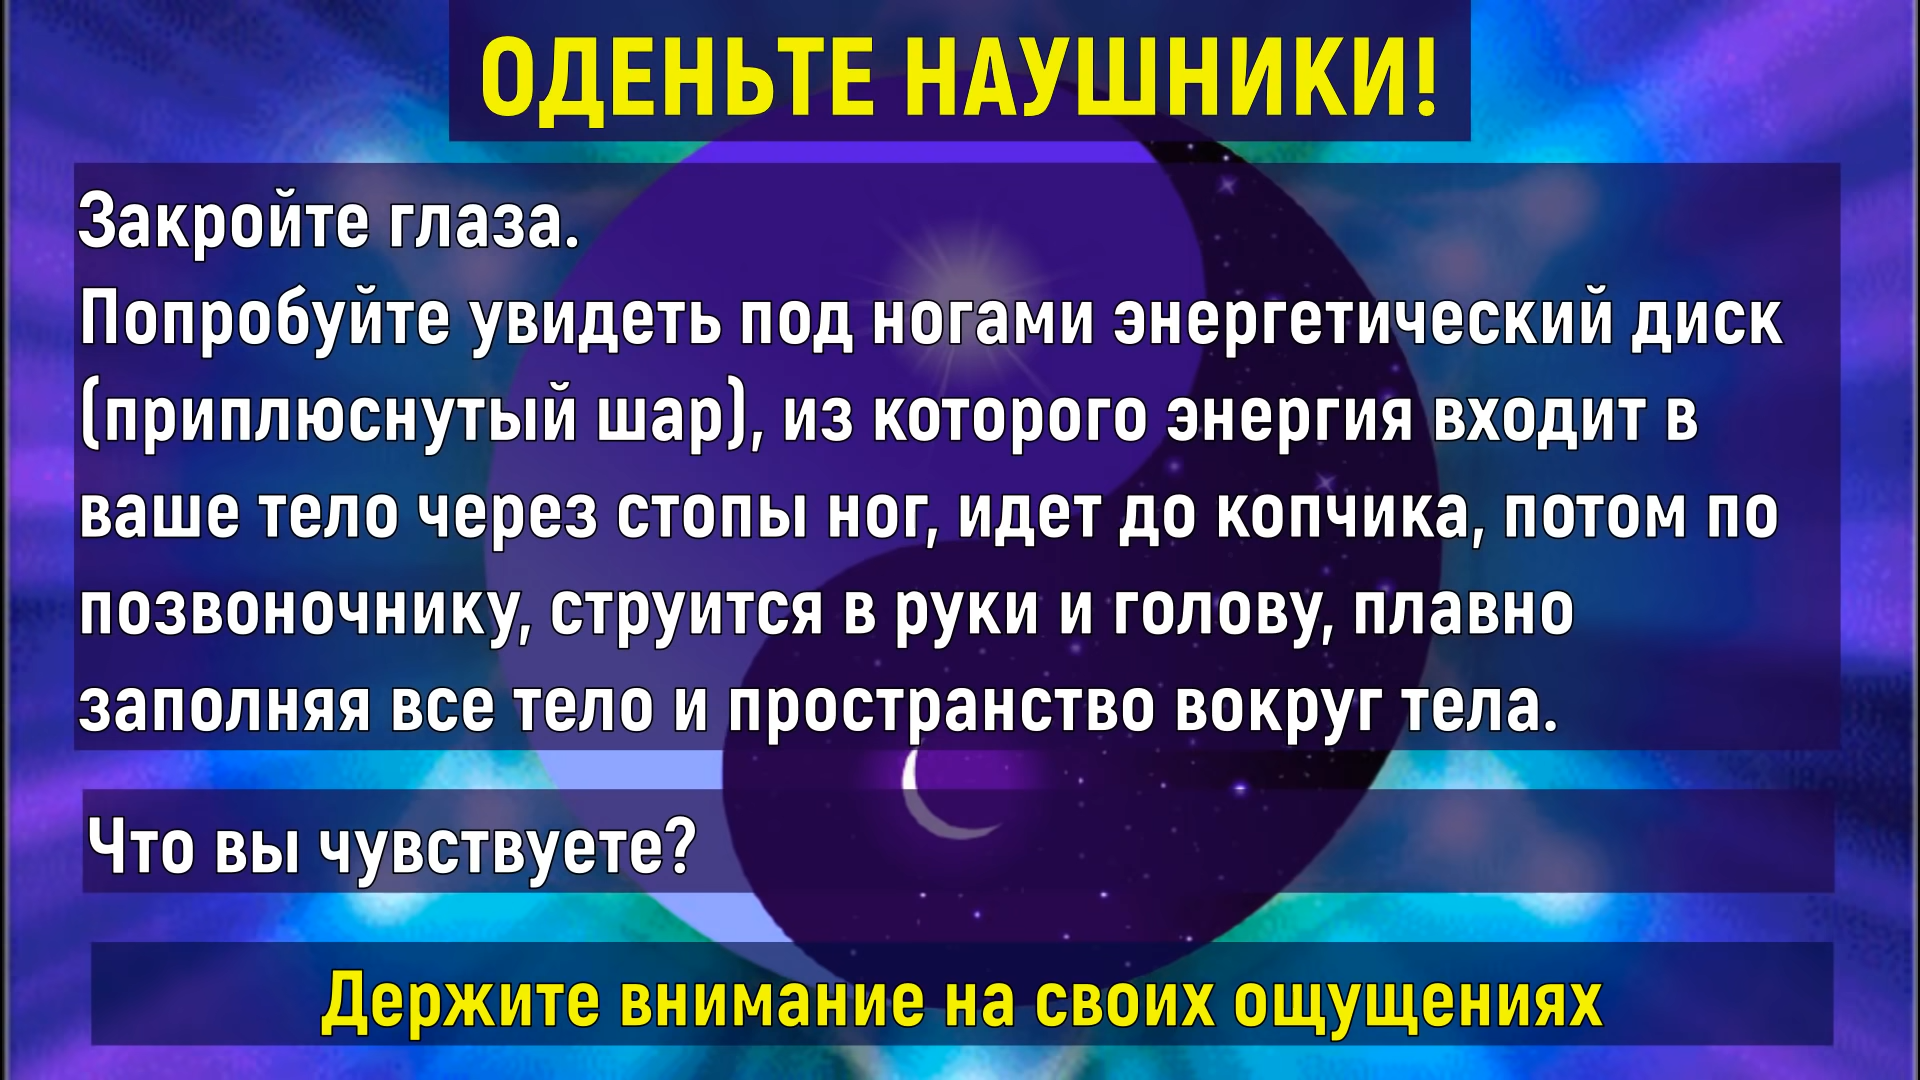 ОДЕНЬТЕ НАУШНИКИ!
Закройте глаза.
Попробуйте увидеть под ногами энергетический диск
(приплюснутый шар), из которого энергия входит в
ваше тело через стопы ног, идет до копчика, потом по
позвоночнику, струится в руки и голову, плавно
заполняя все тело и пространство вокруг тела.
Что вы чувствуете?
Держите внимание на своих ощущениях